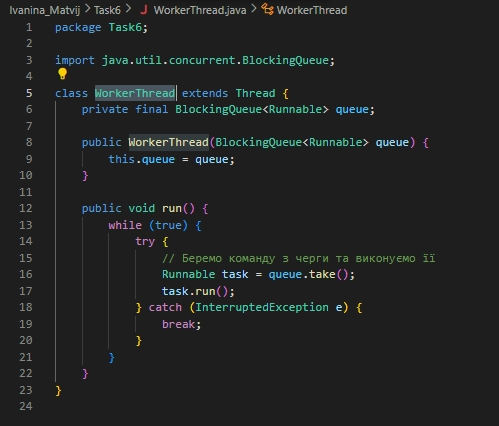 Ivanina_Matvij > Task6 > J WorkerThread.java > WorkerThread
1 package Task6;
2
3 import java.util.concurrent.BlockingQueue;
4
5 class WorkerThread extends Thread {
6     private final BlockingQueue<Runnable> queue;
7
8     public WorkerThread(BlockingQueue<Runnable> queue) {
9         this.queue = queue;
10     }
11
12     public void run() {
13         while (true) {
14             try {
15                 // Беремо команду з черги та виконуємо її
16                 Runnable task = queue.take();
17                 task.run();
18             } catch (InterruptedException e) {
19                 break;
20             }
21         }
22     }
23 }
24